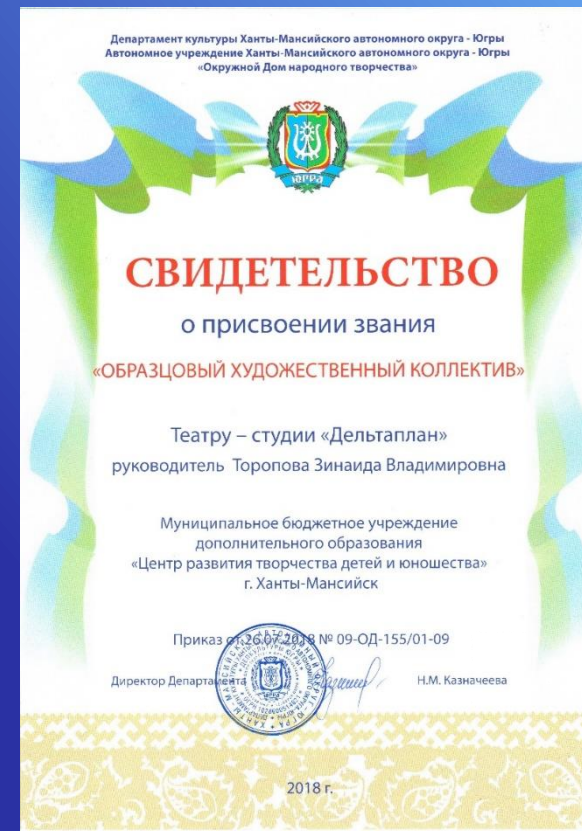 Департамент культуры Ханты-Мансийского автономного округа - Югры
Автономное учреждение Ханты-Мансийского автономного округа - Югры
«Окружной Дом народного творчества»
ЮГРА
СВИДЕТЕЛЬСТВО
о присвоении звания
«ОБРАЗЦОВЫЙ ХУДОЖЕСТВЕННЫЙ КОЛЛЕКТИВ»
Театру – студии «Дельтаплан»
руководитель Торопова Зинаида Владимировна
Муниципальное бюджетное учреждение
дополнительного образования
«Центр развития творчества детей и юношества»
г. Ханты-Мансийск
Приказ от 26.07.2018 № 09-ОД-155/01-09
Директор Департамента Н.М. Казначеева
2018 г.